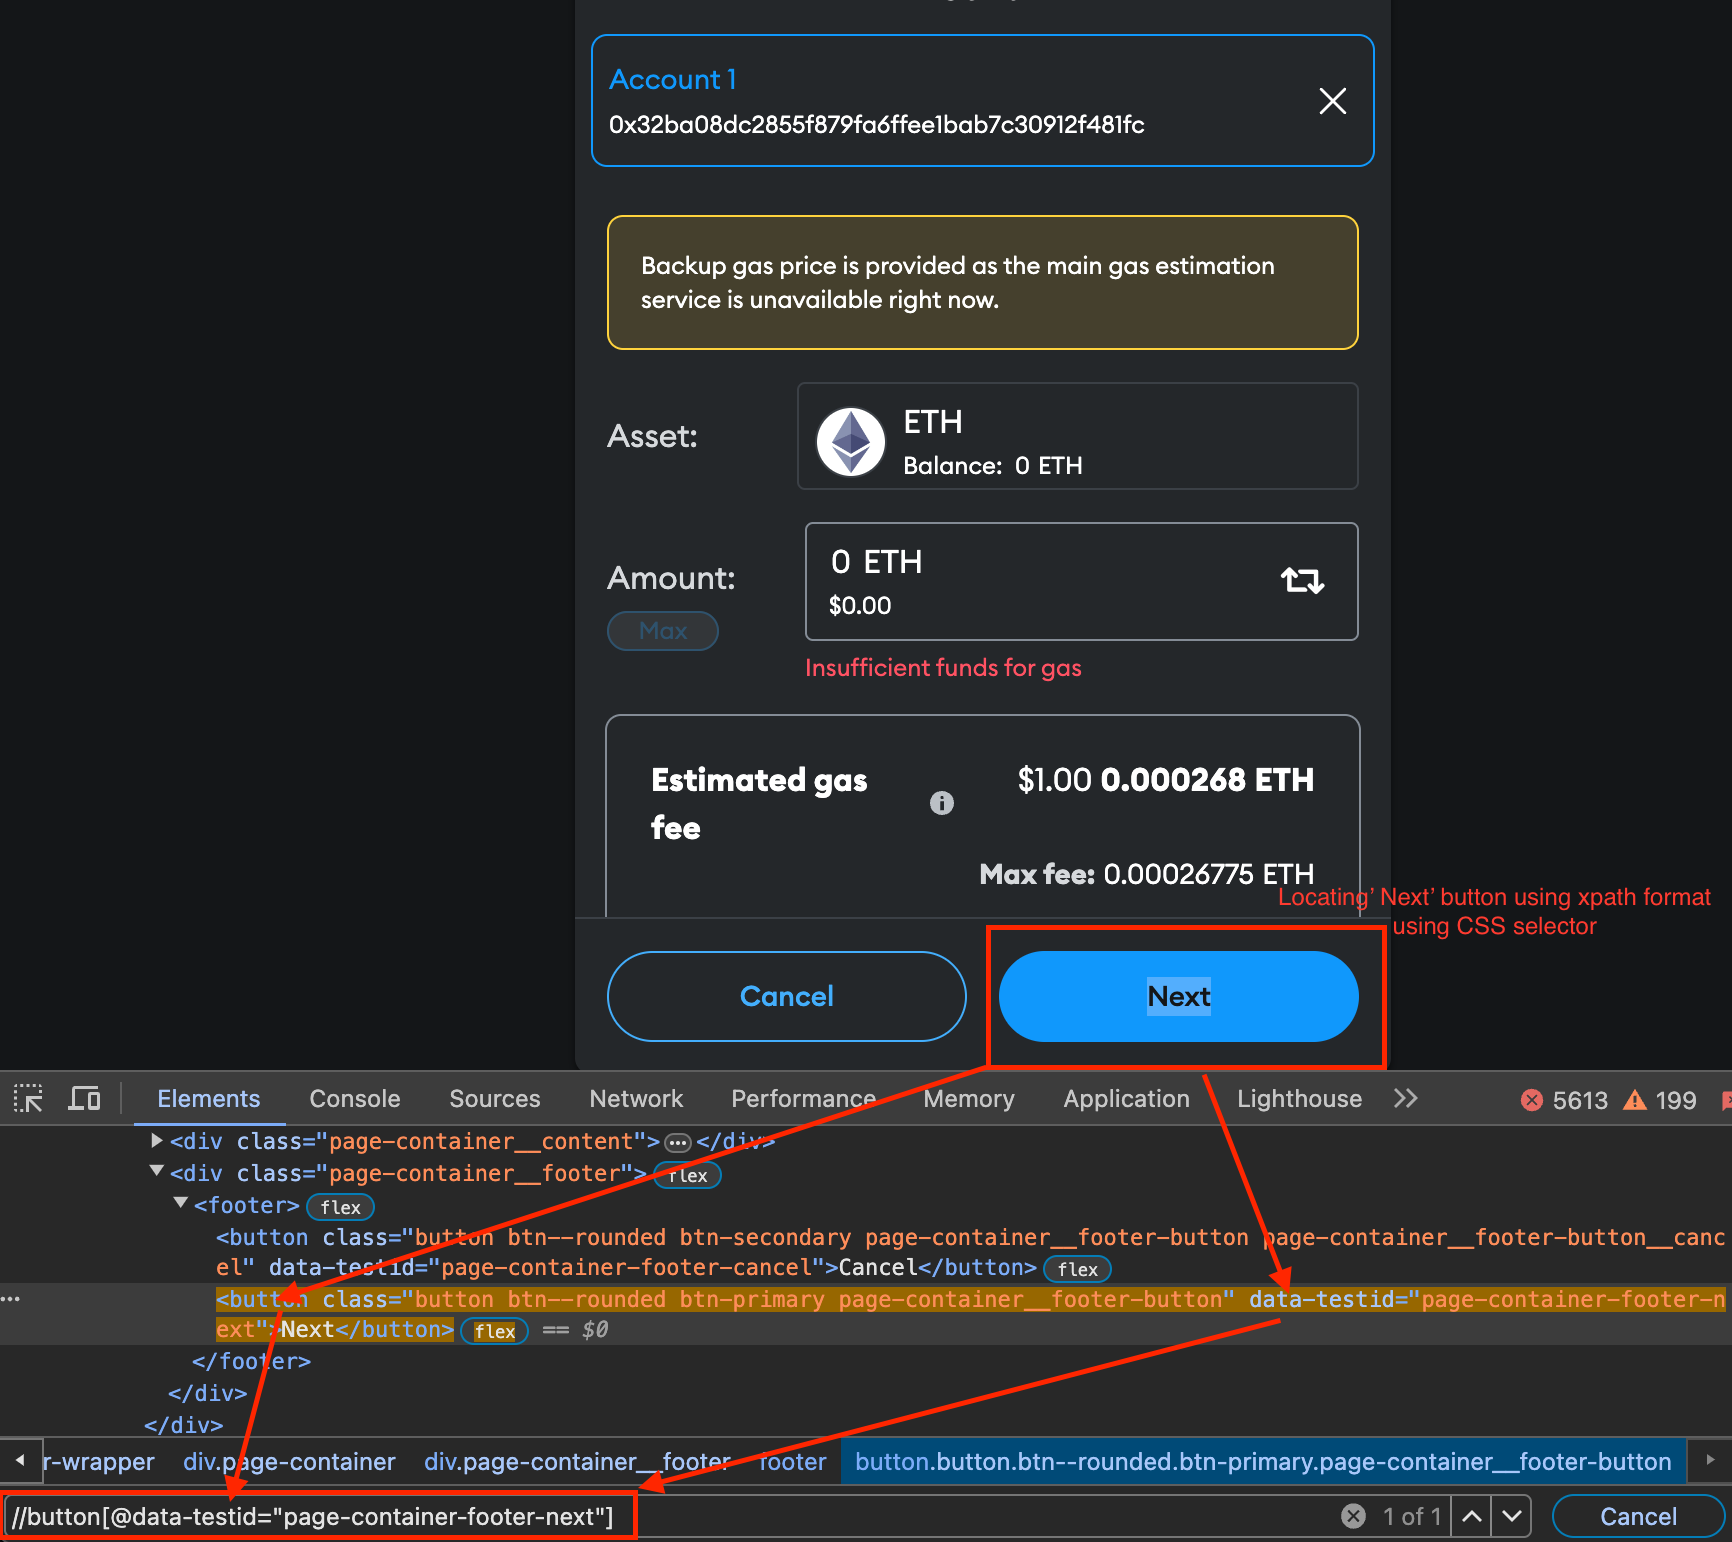 Account 1
0x32ba08dc2855f879fa6ffee1bab7c30912f481fc
Backup gas price is provided as the main gas estimation
service is unavailable right now.
Asset:
ETH
Balance: 0 ETH
Amount:
0 ETH
$0.00
Max
Insufficient funds for gas
Estimated gas
fee
$1.00 0.000268 ETH
Max fee: 0.00026775 ETH
Locating’ Next’ button using xpath format
using CSS selector
Cancel
Next
Elements Console Sources Network Performance Memory Application Lighthouse 5613 199
<div class="page-container__content"> </div>
<div class="page-container__footer"> flex
<footer> flex
<button class="button btn--rounded btn-secondary page-container__footer-button page-container__footer-button__canc
el" data-testid="page-container-footer-cancel">Cancel</button> flex
<button class="button btn--rounded btn-primary page-container__footer-button" data-testid="page-container-footer-n
ext">Next</button> flex == $0
</footer>
</div>
</div>
r-wrapper div.page-container div.page-container__footer footer button.button.btn--rounded.btn-primary.page-container__footer-button
//button[@data-testid="page-container-footer-next"] 1 of 1 Cancel